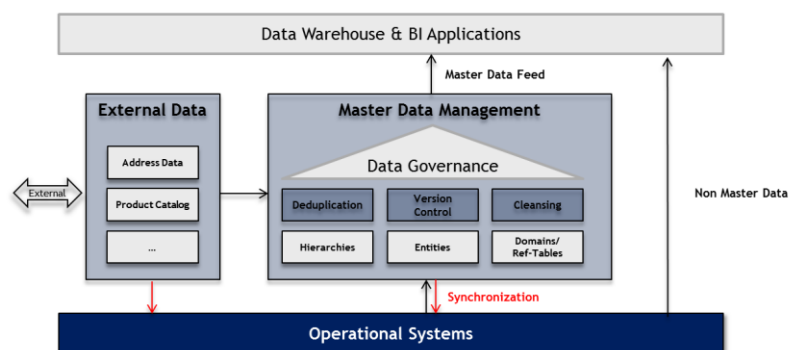 Data Warehouse & BI Applications
Master Data Feed
External Data
Master Data Management
Address Data
Data Governance
External
Product Catalog
Deduplication
Version
Control
Cleansing
Non Master Data
...
Hierarchies
Entities
Domains/
Ref-Tables
Synchronization
Operational Systems